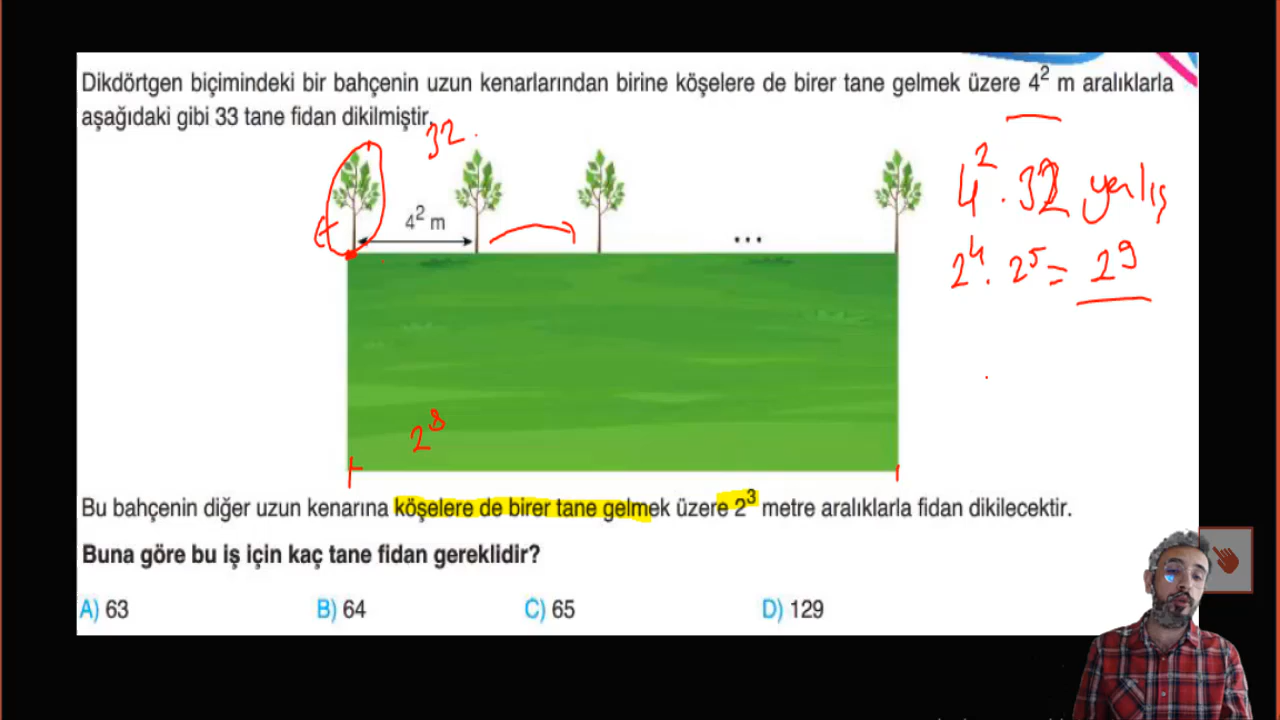 Dikdörtgen biçimindeki bir bahçenin uzun kenarlarından birine köşelere de birer tane gelmek üzere 4² m aralıklarla
aşağıdaki gibi 33 tane fidan dikilmiştir.
32
4² m
...
4² . 32 yanlış
2⁴ . 2⁵ = 2⁹
2⁸
Bu bahçenin diğer uzun kenarına köşelere de birer tane gelmek üzere 2³ metre aralıklarla fidan dikilecektir.
Buna göre bu iş için kaç tane fidan gereklidir?
A) 63 B) 64 C) 65 D) 129